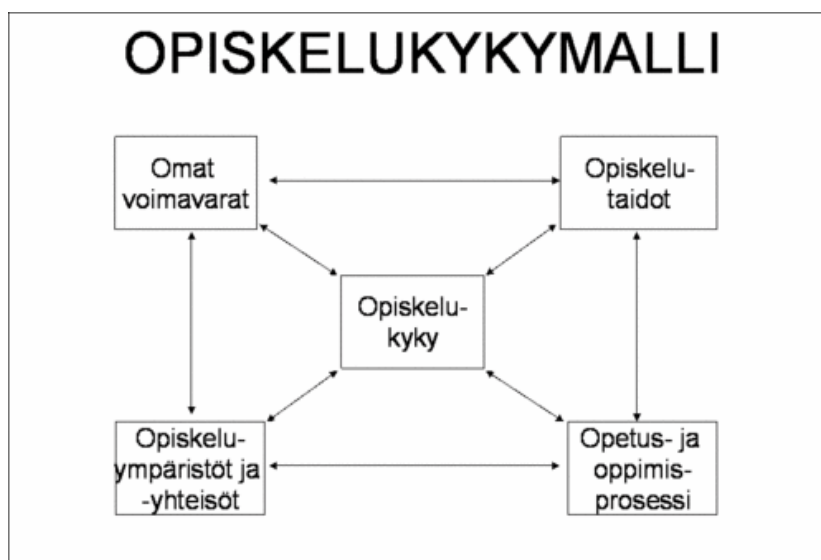 OPISKELUKYKYMALLI
Omat
voimavarat
Opiskelu-
taidot
Opiskelu-
kyky
Opiskelu-
ympäristöt ja
-yhteisöt
Opetus- ja
oppimis-
prosessi